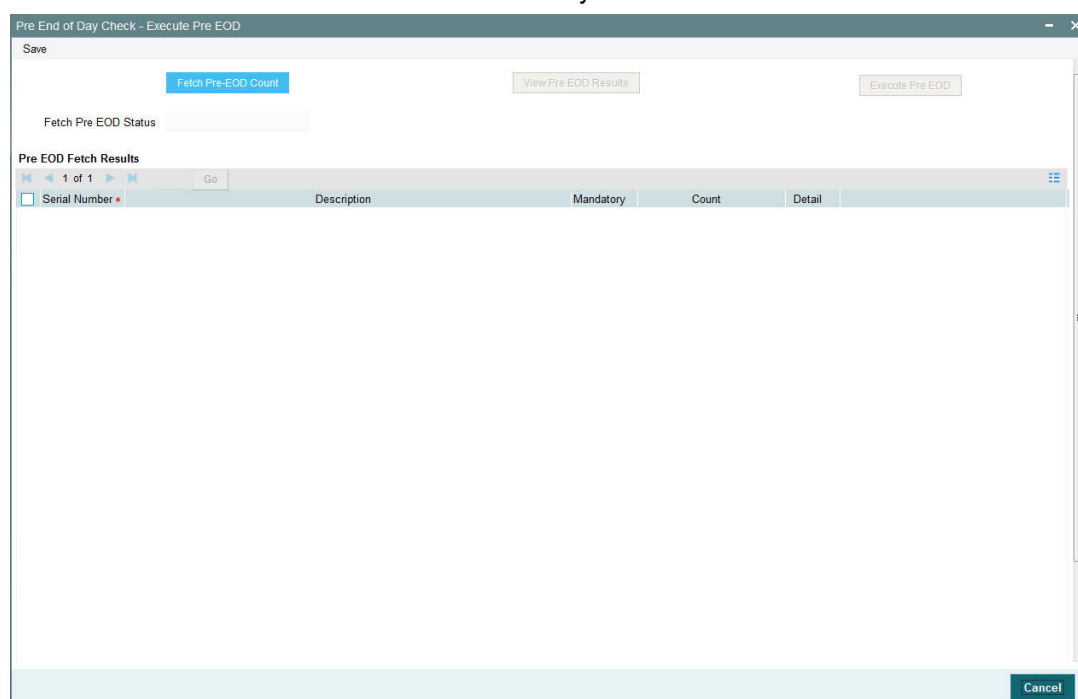 Pre End of Day Check - Execute Pre EOD
Save
Fetch Pre-EOD Count
View Pre EOD Results
Execute Pre EOD
Fetch Pre EOD Status
Pre EOD Fetch Results
1 of 1 Go
Serial Number * Description Mandatory Count Detail
Cancel